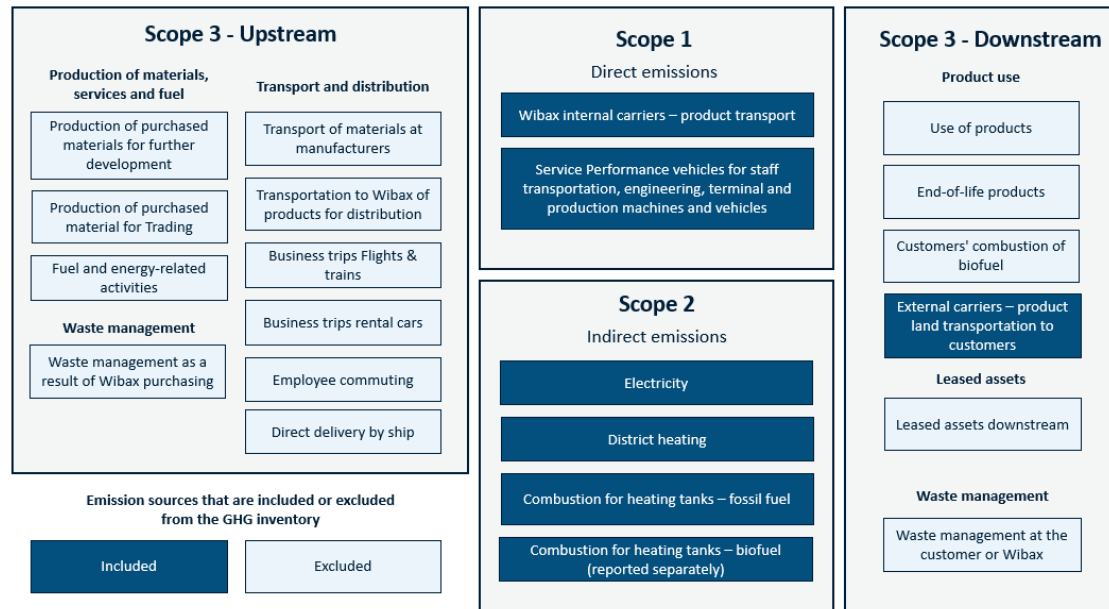 Scope 3 - Upstream
Production of materials,
services and fuel
Production of purchased
materials for further
development
Production of purchased
material for Trading
Fuel and energy-related
activities
Waste management
Waste management as a
result of Wibax purchasing
Transport and distribution
Transport of materials at
manufacturers
Transportation to Wibax of
products for distribution
Business trips Flights &
trains
Business trips rental cars
Employee commuting
Direct delivery by ship
Emission sources that are included or excluded
from the GHG inventory
Included
Excluded
Scope 1
Direct emissions
Wibax internal carriers – product transport
Service Performance vehicles for staff
transportation, engineering, terminal and
production machines and vehicles
Scope 2
Indirect emissions
Electricity
District heating
Combustion for heating tanks – fossil fuel
Combustion for heating tanks – biofuel
(reported separately)
Scope 3 - Downstream
Product use
Use of products
End-of-life products
Customers' combustion of
biofuel
External carriers – product
land transportation to
customers
Leased assets
Leased assets downstream
Waste management
Waste management at the
customer or Wibax